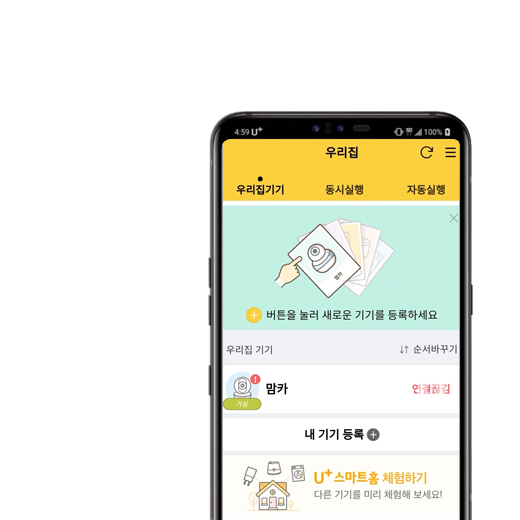 4:59 U+ 100%
우리집
우리집기기 동시실행 자동실행
맘카
버튼을 눌러 새로운 기기를 등록하세요
우리집 기기 순서바꾸기
맘카 연결끊김
거실
내 기기 등록
U+스마트홈 체험하기
다른 기기를 미리 체험해 보세요!